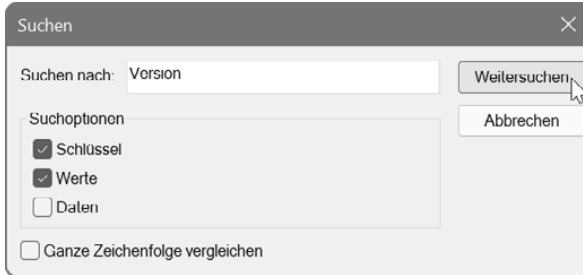 Suchen
Suchen nach: Version
Weitersuchen
Suchoptionen
Abbrechen
Schlüssel
Werte
Daten
Ganze Zeichenfolge vergleichen